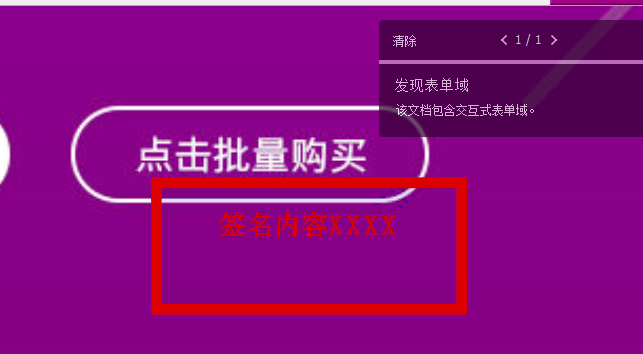 清除
1 / 1
发现表单域
该文档包含交互式表单域。
点击批量购买
签名内容XXXX